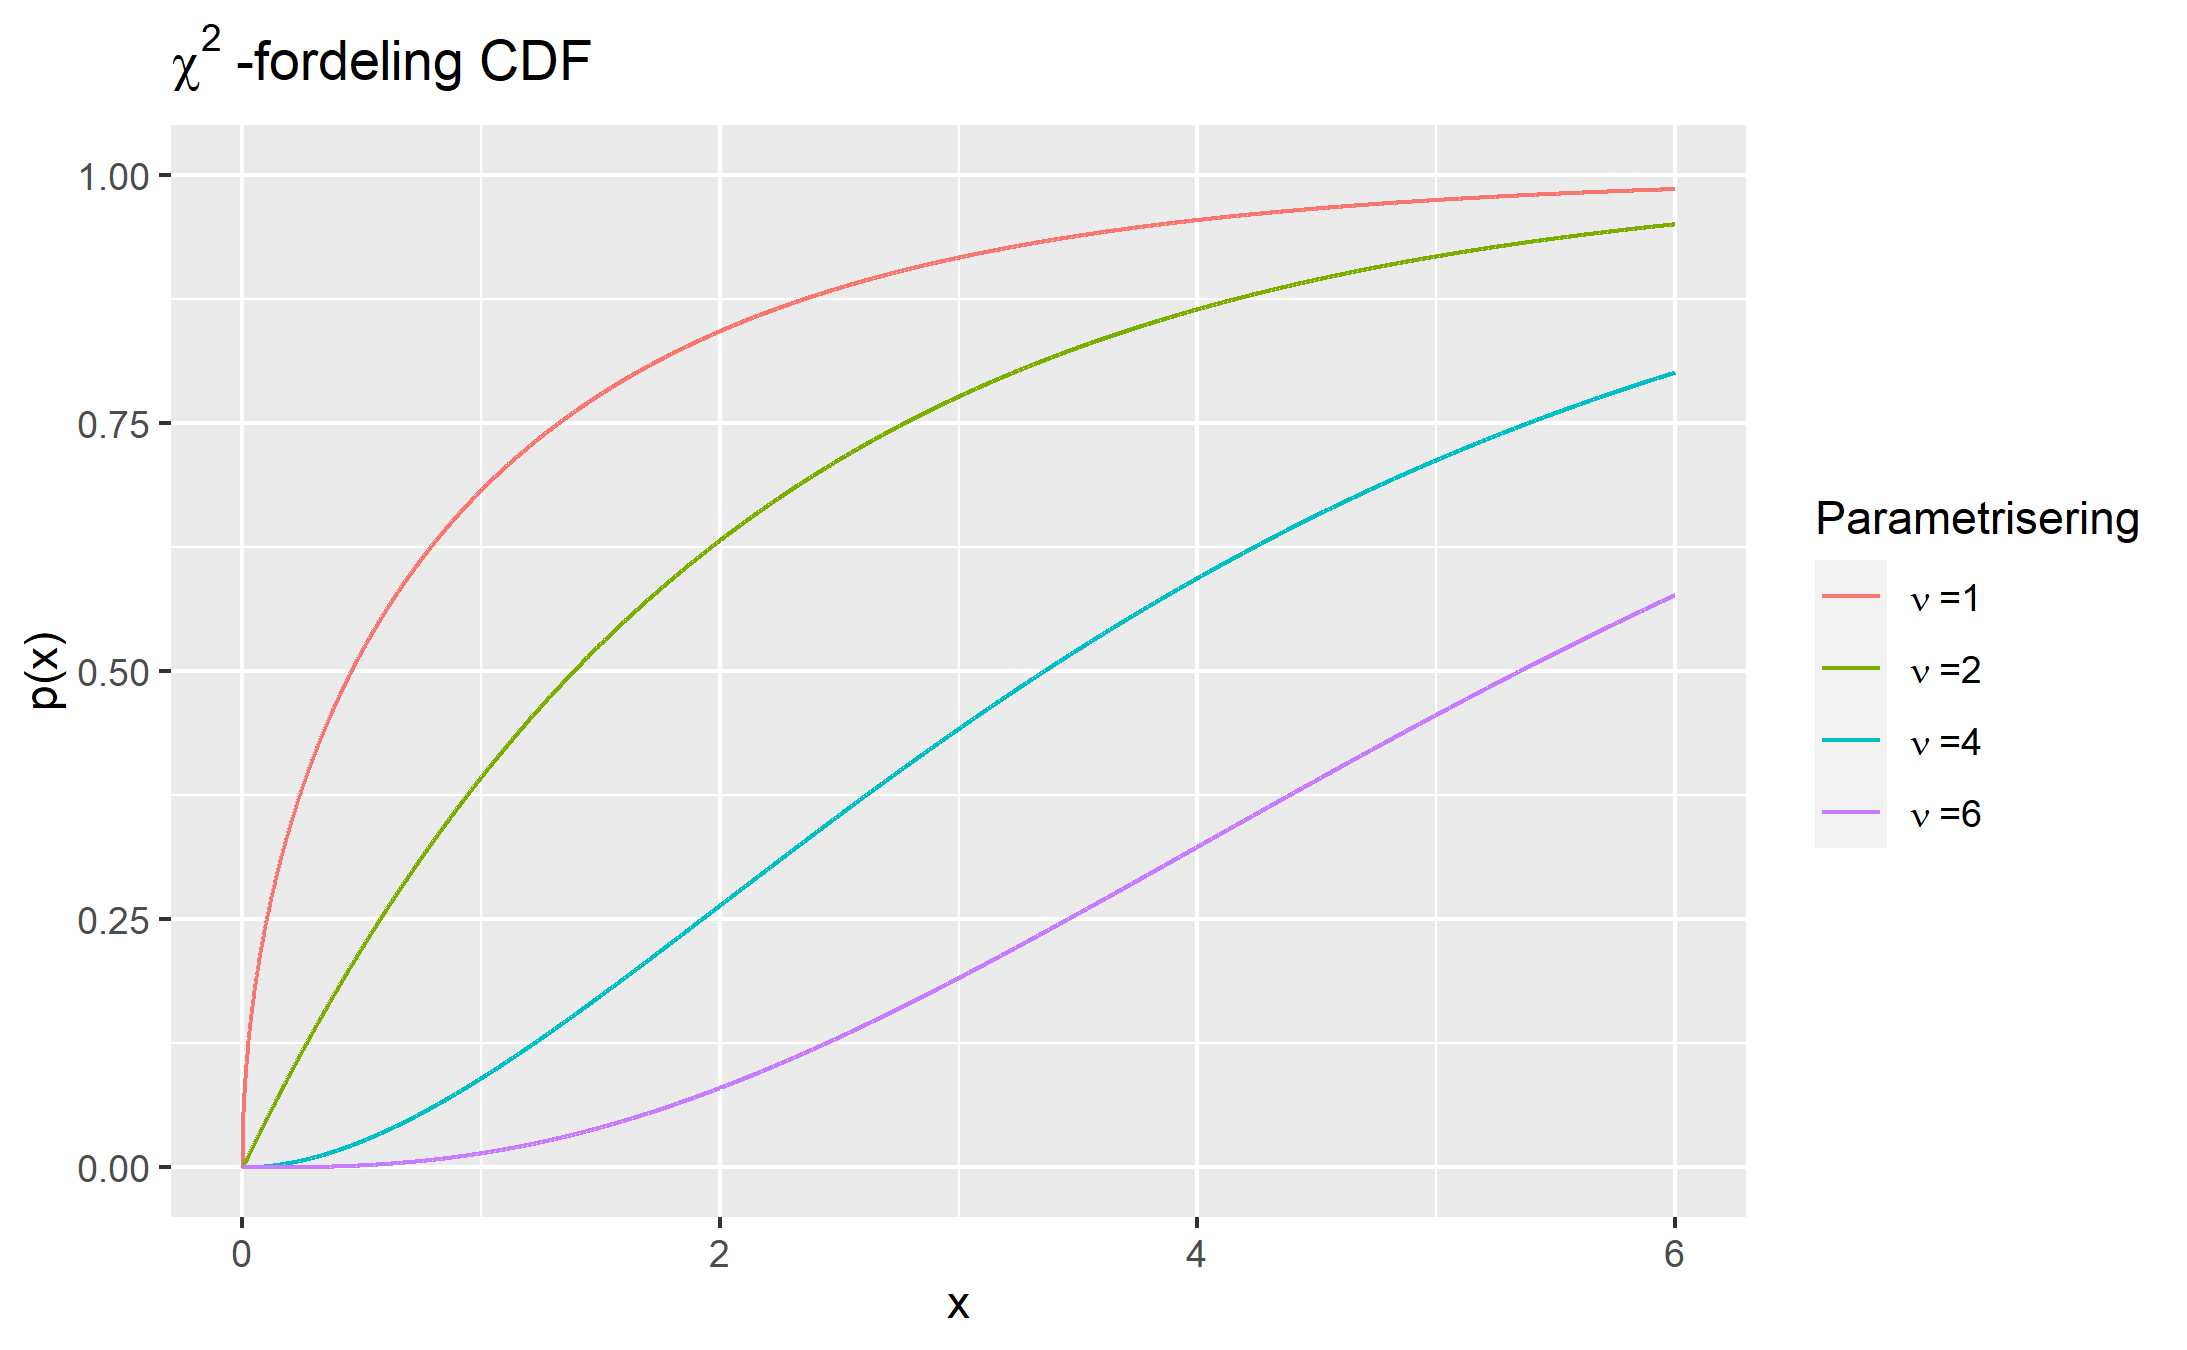 χ² -fordeling CDF
1.00
0.75
0.50
0.25
0.00
p(x)
0 2 4 6
x
Parametrisering
ν =1
ν =2
ν =4
ν =6